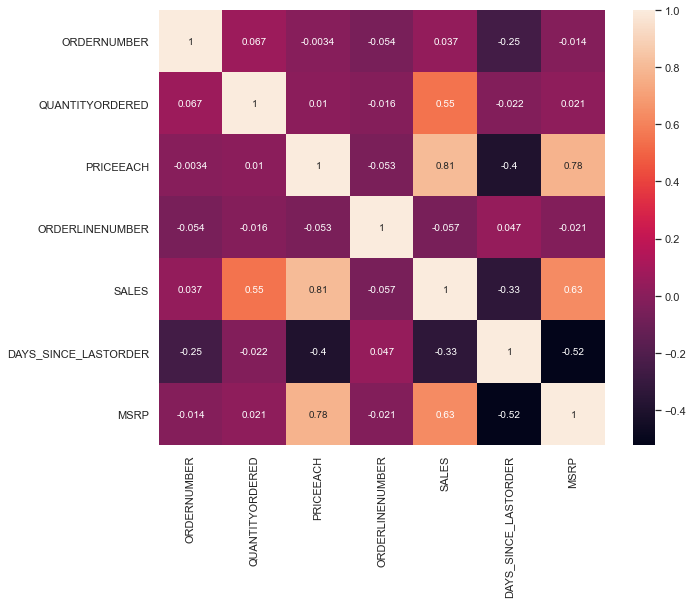 ORDERNUMBER 1 0.067 -0.0034 -0.054 0.037 -0.25 -0.014
QUANTITYORDERED 0.067 1 0.01 -0.016 0.55 -0.022 0.021
PRICEEACH -0.0034 0.01 1 -0.053 0.81 -0.4 0.78
ORDERLINENUMBER -0.054 -0.016 -0.053 1 -0.057 0.047 -0.021
SALES 0.037 0.55 0.81 -0.057 1 -0.33 0.63
DAYS_SINCE_LASTORDER -0.25 -0.022 -0.4 0.047 -0.33 1 -0.52
MSRP -0.014 0.021 0.78 -0.021 0.63 -0.52 1
ORDERNUMBER
QUANTITYORDERED
PRICEEACH
ORDERLINENUMBER
SALES
DAYS_SINCE_LASTORDER
MSRP
1.0
0.8
0.6
0.4
0.2
0.0
−0.2
−0.4